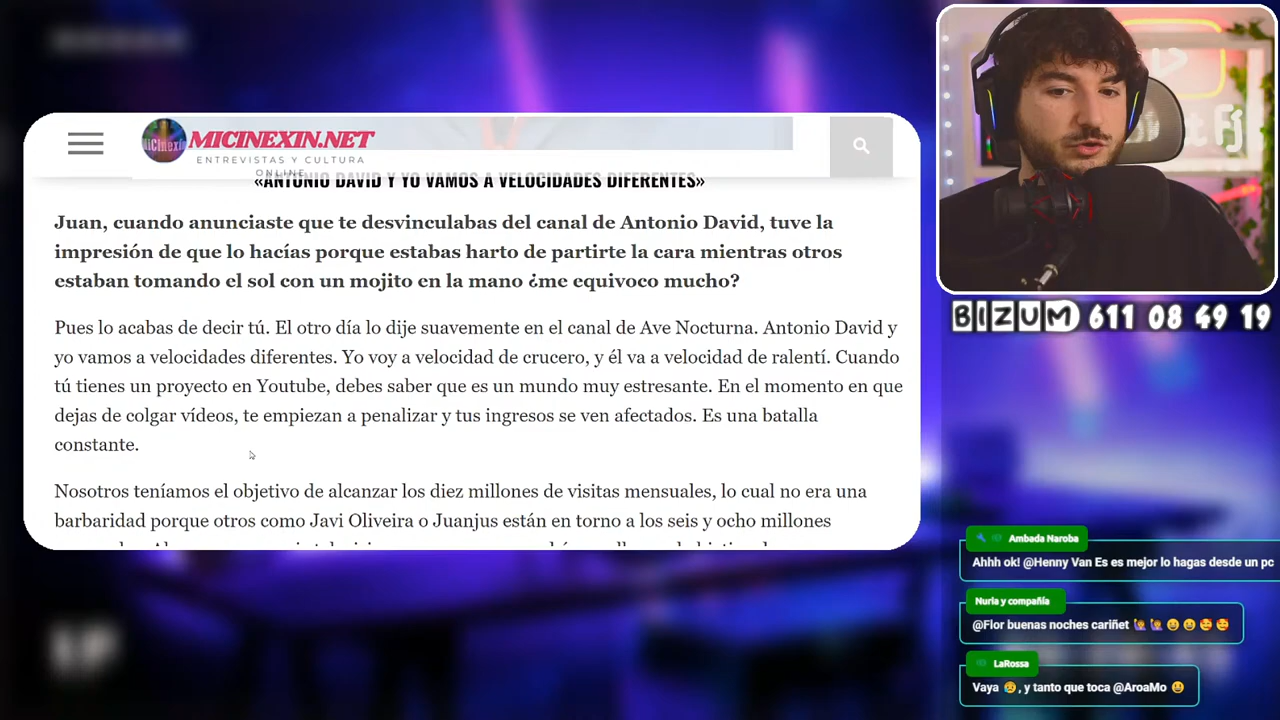 MICINEXIN.NET
ENTREVISTAS Y CULTURA
ONLINE
«ANTONIO DAVID Y YO VAMOS A VELOCIDADES DIFERENTES»
Juan, cuando anunciaste que te desvinculabas del canal de Antonio David, tuve la
impresión de que lo hacías porque estabas harto de partirte la cara mientras otros
estaban tomando el sol con un mojito en la mano ¿me equivoco mucho?
Pues lo acabas de decir tú. El otro día lo dije suavemente en el canal de Ave Nocturna. Antonio David y
yo vamos a velocidades diferentes. Yo voy a velocidad de crucero, y él va a velocidad de ralentí. Cuando
tú tienes un proyecto en Youtube, debes saber que es un mundo muy estresante. En el momento en que
dejas de colgar vídeos, te empiezan a penalizar y tus ingresos se ven afectados. Es una batalla
constante.
Nosotros teníamos el objetivo de alcanzar los diez millones de visitas mensuales, lo cual no era una
barbaridad porque otros como Javi Oliveira o Juanjus están en torno a los seis y ocho millones
BIZUM 611 08 49 19
Ambada Naroba
Ahhh ok! @Henny Van Es es mejor lo hagas desde un pc
Nuria y compañía
@Flor buenas noches cariñet 🙋‍♀️🙋‍♀️😄😄🥰🥰
LaRossa
Vaya 😥, y tanto que toca @AroaMo 😆